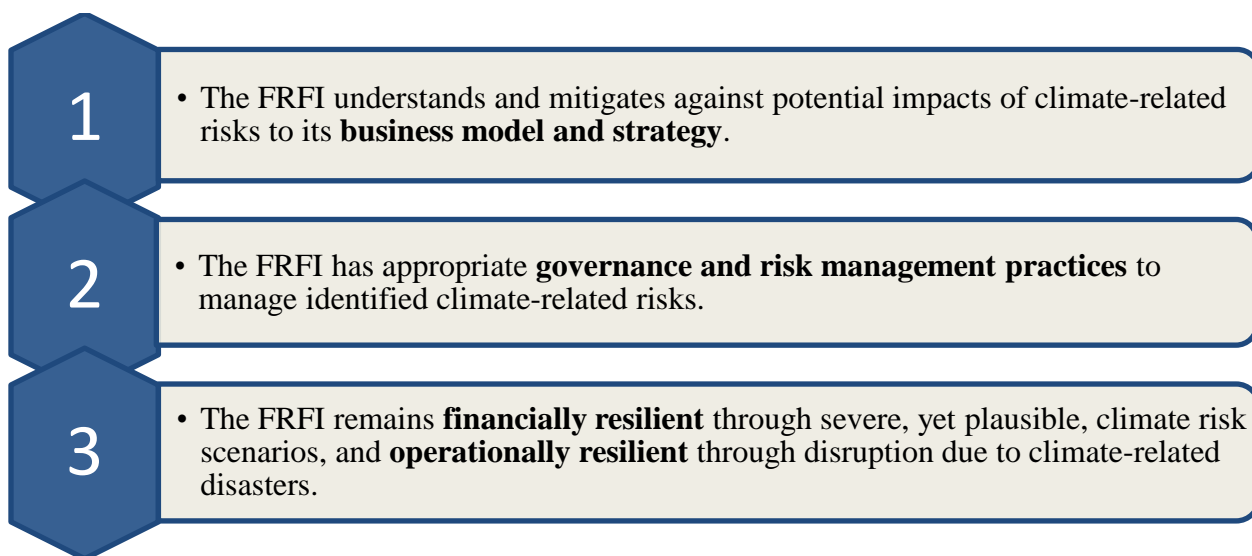 1
• The FRFI understands and mitigates against potential impacts of climate-related
risks to its business model and strategy.
2
• The FRFI has appropriate governance and risk management practices to
manage identified climate-related risks.
3
• The FRFI remains financially resilient through severe, yet plausible, climate risk
scenarios, and operationally resilient through disruption due to climate-related
disasters.